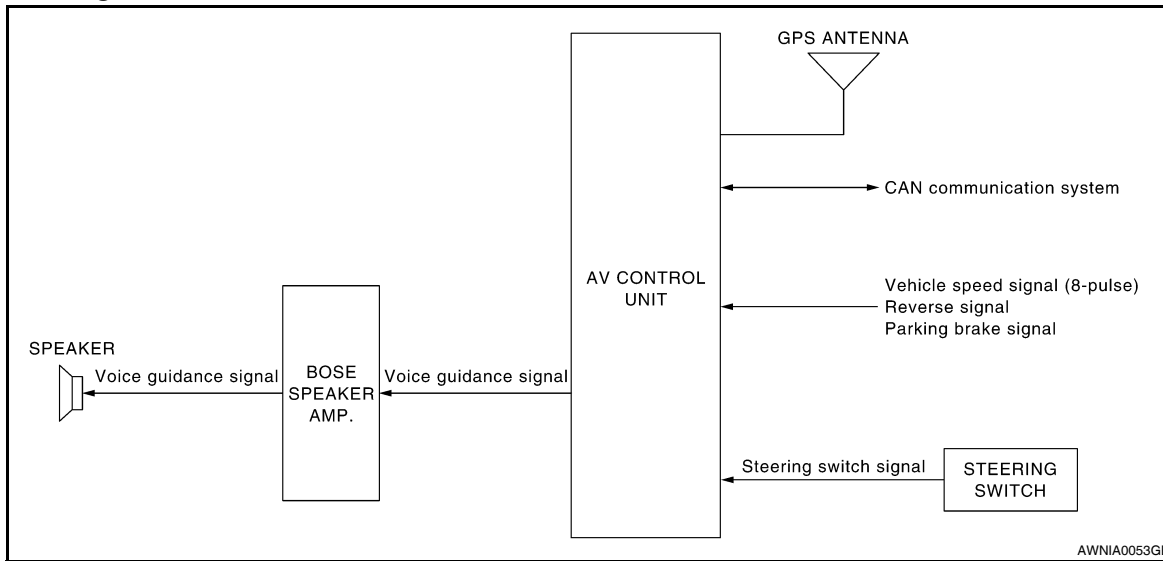 GPS ANTENNA
CAN communication system
AV CONTROL
UNIT
Vehicle speed signal (8-pulse)
Reverse signal
Parking brake signal
SPEAKER
Voice guidance signal
BOSE
SPEAKER
AMP.
Voice guidance signal
Steering switch signal
STEERING
SWITCH